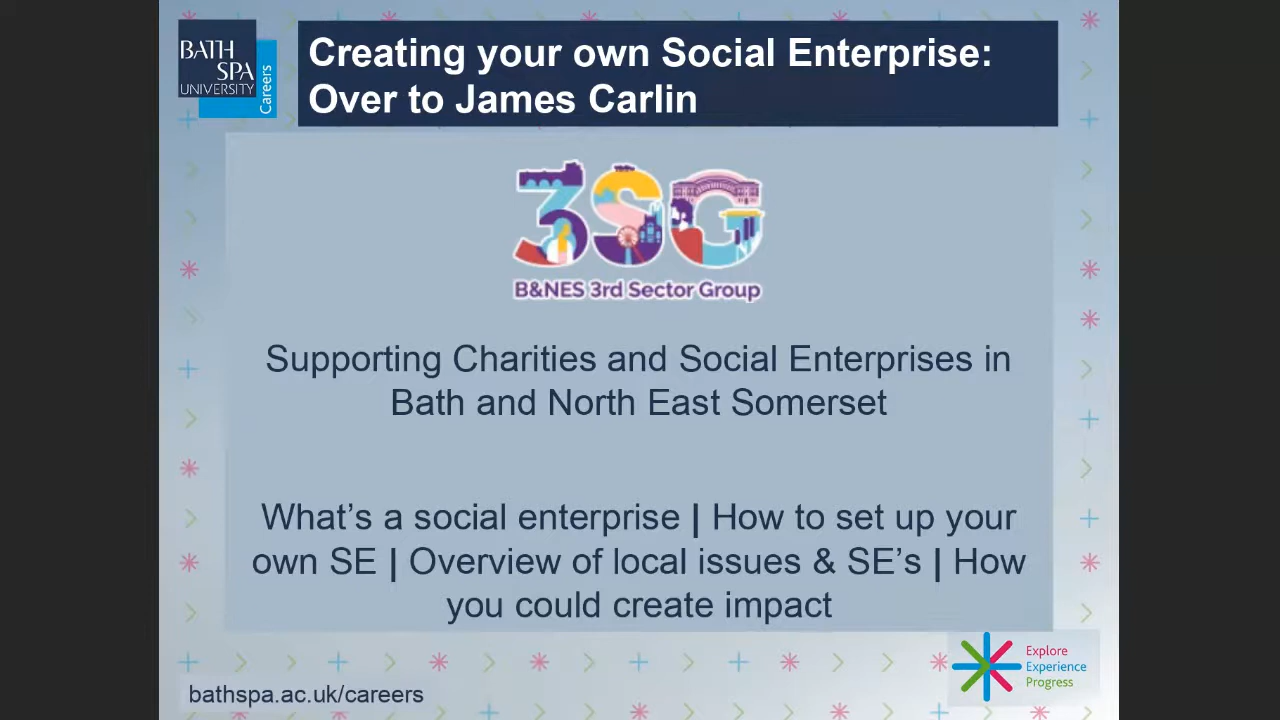 BATH
SPA
UNIVERSITY
Careers
Creating your own Social Enterprise:
Over to James Carlin
3SG
B&NES 3rd Sector Group
Supporting Charities and Social Enterprises in
Bath and North East Somerset
What’s a social enterprise | How to set up your
own SE | Overview of local issues & SE’s | How
you could create impact
Explore
Experience
Progress
bathspa.ac.uk/careers